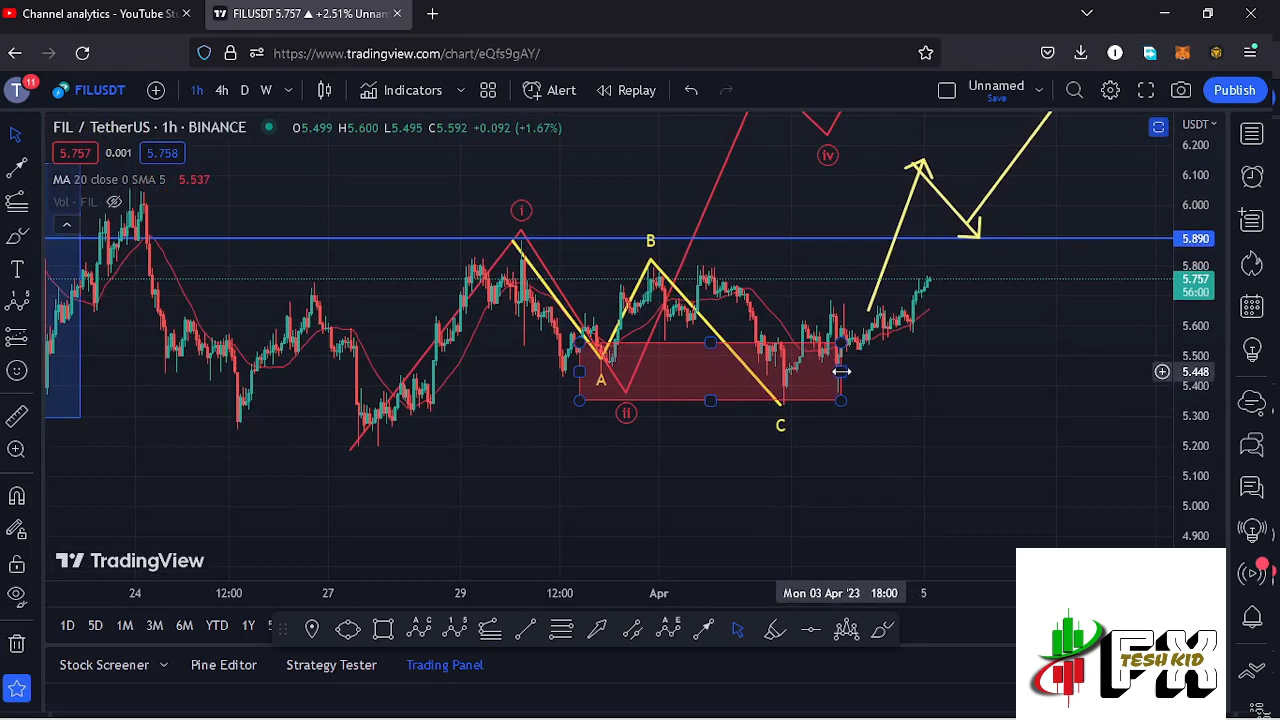 Channel analytics - YouTube St
FILUSDT 5.757 ▲ +2.51% Unnam
https://www.tradingview.com/chart/eQfs9gAY/
T
11
FILUSDT
1h
4h
D
W
Indicators
Alert
Replay
Unnamed
Save
Publish
FIL / TetherUS · 1h · BINANCE
O5.499 H5.600 L5.495 C5.592 +0.092 (+1.67%)
USDT
5.757
0.001
5.758
MA 20 close 0 SMA 5 5.537
Vol · FIL
6.200
6.100
6.000
5.890
5.800
5.757
56:00
5.600
5.500
5.448
5.400
5.300
5.200
5.100
5.000
4.900
i
ii
iv
A
B
C
TradingView
24
12:00
27
29
12:00
Apr
Mon 03 Apr '23 18:00
5
1D
5D
1M
3M
6M
YTD
1Y
Stock Screener
Pine Editor
Strategy Tester
Trading Panel
FX
TESH KID